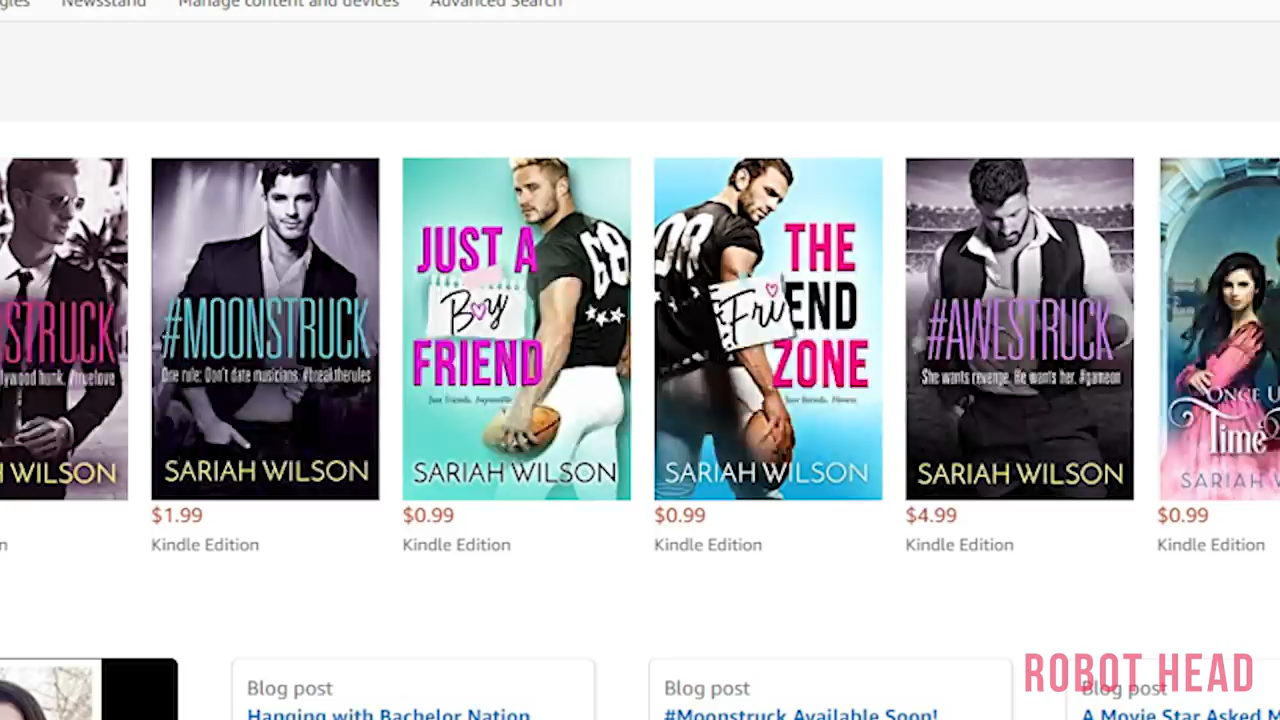 Newsstand Manage content and devices Advanced Search
STRUCK
#truelove
WILSON
#MOONSTRUCK
One rule: Don't date musicians. #breaktherules
SARIAH WILSON
$1.99
Kindle Edition
JUST A
Boy
FRIEND
SARIAH WILSON
$0.99
Kindle Edition
THE
FriEND
ZONE
SARIAH WILSON
$0.99
Kindle Edition
#AWESTRUCK
She wants revenge. He wants her. #gameon
SARIAH WILSON
$4.99
Kindle Edition
ONCE U
Time
SARIAH W
$0.99
Kindle Edition
Blog post
Hanging with Bachelor Nation
Blog post
#Moonstruck Available Soon!
Blog post
A Movie Star Asked M
ROBOT HEAD